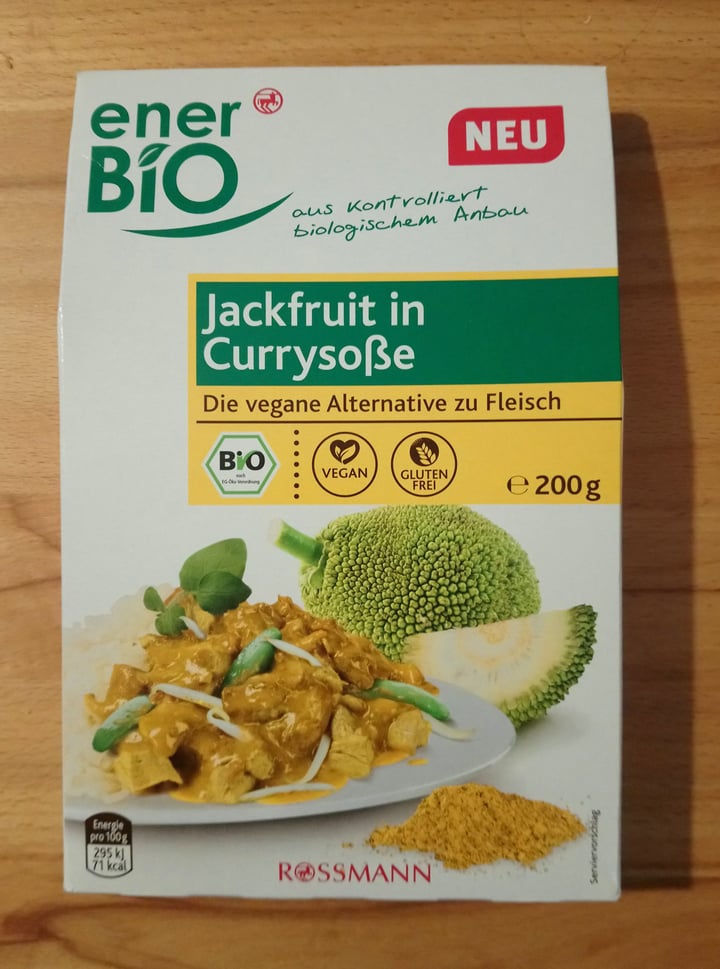 ener
BiO
NEU
aus kontrolliert
biologischem Anbau
Jackfruit in
Currysoße
Die vegane Alternative zu Fleisch
BiO
nach
EG-Öko-Verordnung
VEGAN
GLUTEN
FREI
℮ 200 g
Energie
pro 100 g
295 kJ
71 kcal
ROSSMANN
Serviervorschlag